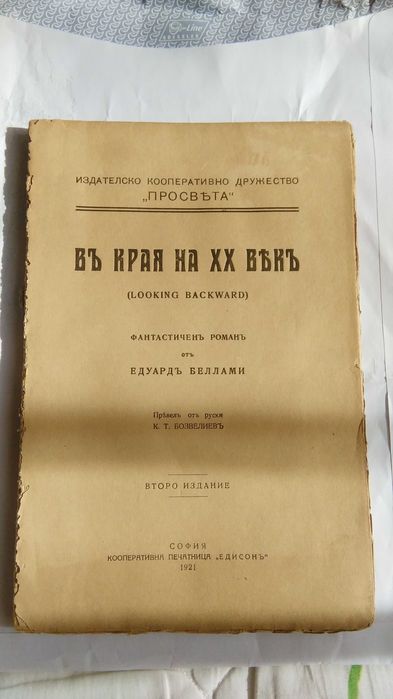 ИЗДАТЕЛСКО КООПЕРАТИВНО ДРУЖЕСТВО
„ПРОСВѢТА“
ВЪ КРАЯ НА XX ВѢКЪ
(LOOKING BACKWARD)
ФАНТАСТИЧЕНЪ РОМАНЪ
отъ
ЕДУАРДЪ БЕЛЛАМИ
Прѣвелъ отъ руски
К. Т. БОЗВЕЛИЕВЪ
ВТОРО ИЗДАНИЕ
СОФИЯ
КООПЕРАТИВНА ПЕЧАТНИЦА „ЕДИСОНЪ“
1921